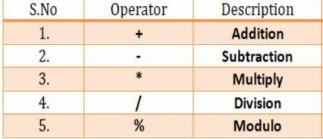 S.No Operator Description
1. + Addition
2. - Subtraction
3. * Multiply
4. / Division
5. % Modulo